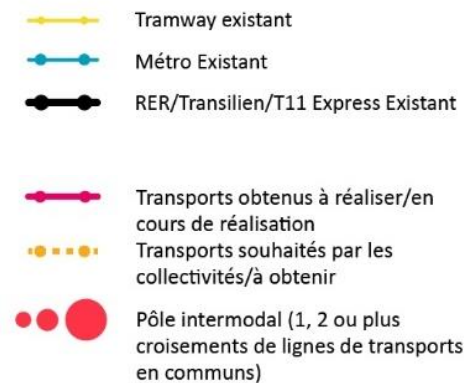 Tramway existant
Métro Existant
RER/Transilien/T11 Express Existant
Transports obtenus à réaliser/en
cours de réalisation
Transports souhaités par les
collectivités/à obtenir
Pôle intermodal (1, 2 ou plus
croisements de lignes de transports
en communs)